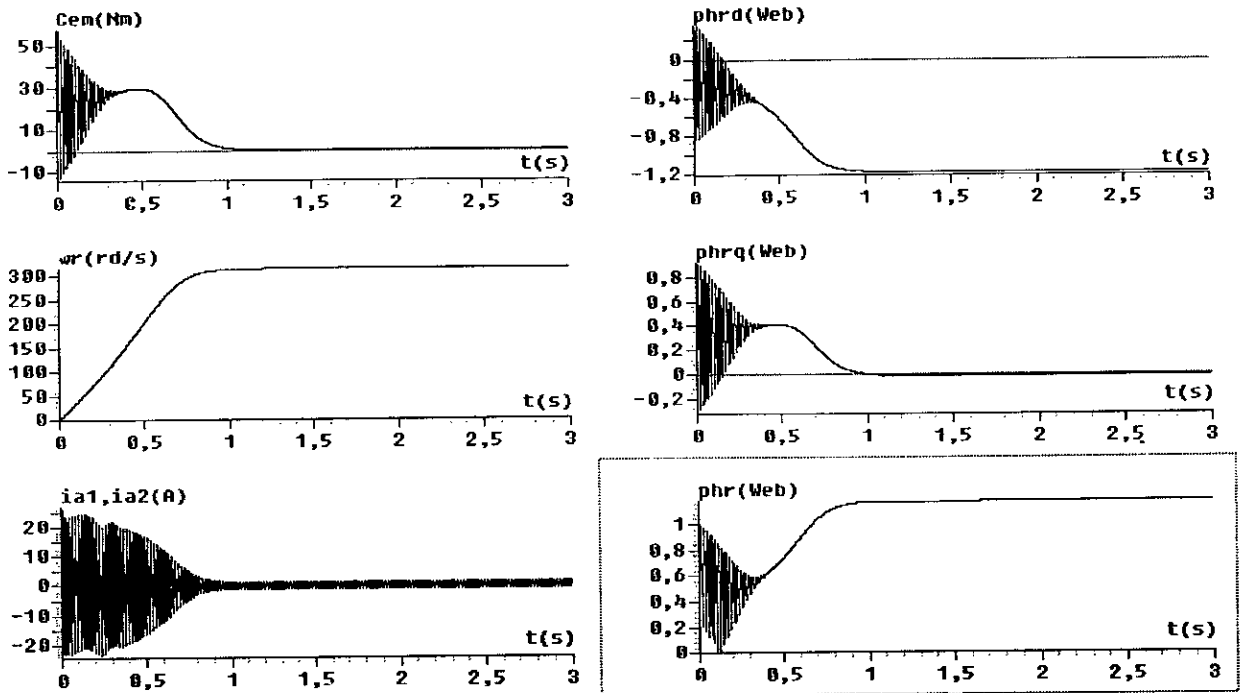 Cem(Nm)
50
30
10
-10
t(s)
0 0,5 1 1,5 2 2,5 3
phrd(Web)
0
-0,4
-0,8
-1,2
t(s)
0 0,5 1 1,5 2 2,5 3
wr(rd/s)
300
250
200
150
100
50
0
t(s)
0 0,5 1 1,5 2 2,5 3
phrq(Web)
0,8
0,6
0,4
0,2
0
-0,2
t(s)
0 0,5 1 1,5 2 2,5 3
ia1,ia2(A)
20
10
0
-10
-20
t(s)
0 0,5 1 1,5 2 2,5 3
phr(Web)
1
0,8
0,6
0,4
0,2
0
t(s)
0 0,5 1 1,5 2 2,5 3